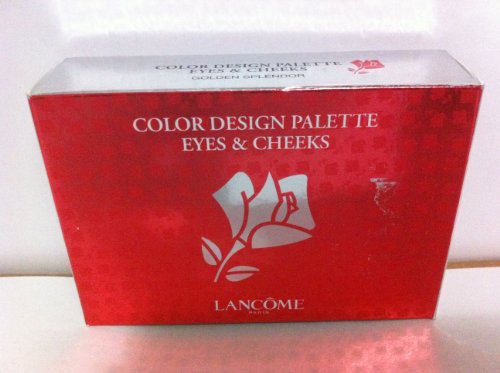 COLOR DESIGN PALETTE
EYES & CHEEKS
GOLDEN SPLENDOR
COLOR DESIGN PALETTE
EYES & CHEEKS
LANCÔME
PARIS